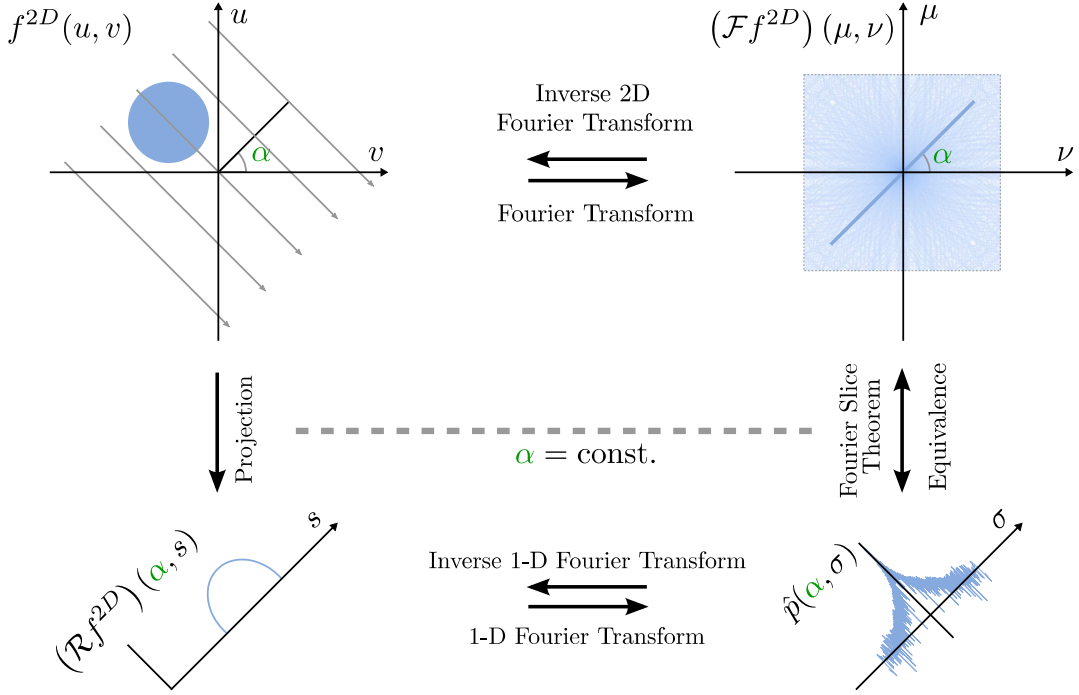 f^{2D}(u, v)
u
v
α
(ℱf^{2D}) (μ, ν)
μ
ν
α
Inverse 2D
Fourier Transform
Fourier Transform
Projection
Fourier Slice
Theorem
Equivalence
α = const.
(ℛf^{2D}) (α, s)
s
Inverse 1-D Fourier Transform
1-D Fourier Transform
p̂(α, σ)
σ